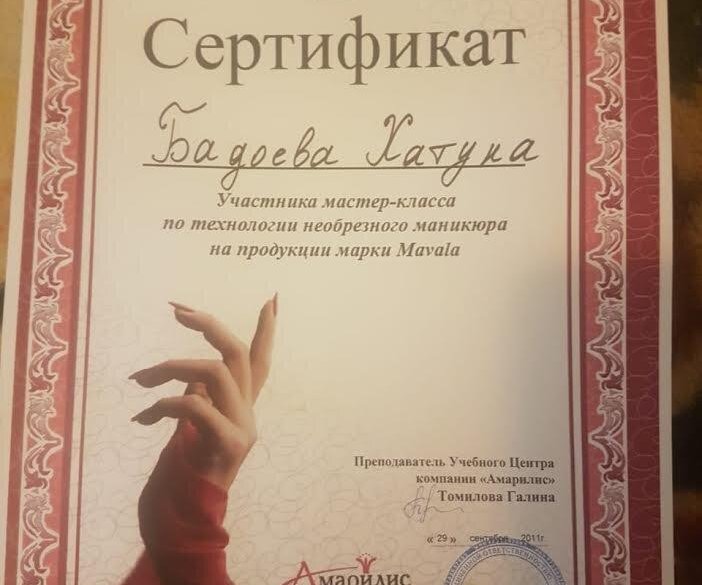 Сертификат
Бадоева Хатуна
Участника мастер-класса
по технологии необрезного маникюра
на продукции марки Mavala
Преподаватель Учебного Центра
компании «Амарилис»
Томилова Галина
« 29 » сентября 2011г.
Амарилис